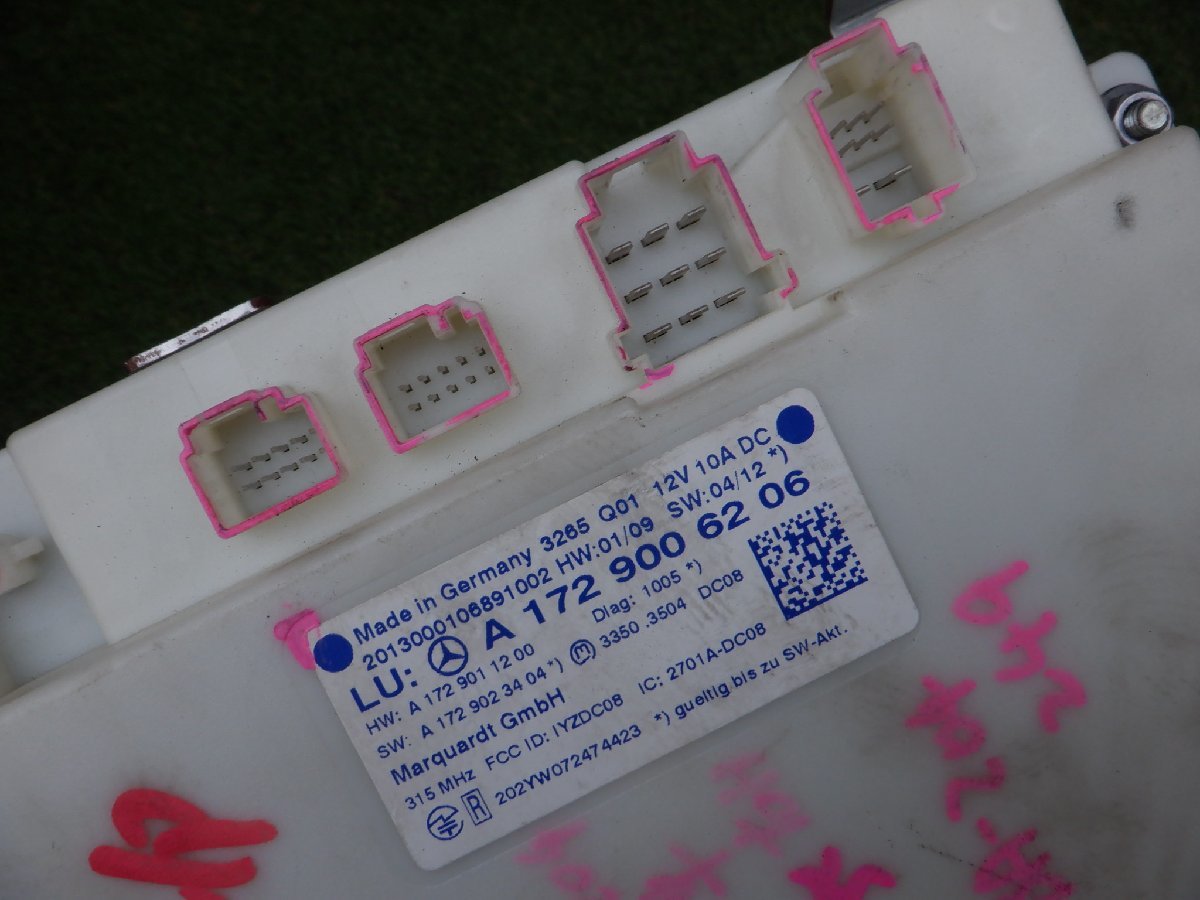 Made in Germany 3265 Q01 12V 10A DC
2013000106891002 HW:01/09 SW:04/12 *)
LU: A 172 900 62 06
HW: A 172 901 12 00 Diag: 1005 *)
SW: A 172 902 34 04 *) m 3350 .3504 DC08
Marquardt GmbH
315 MHz FCC ID: IYZDC08 IC: 2701A-DC08
R 202YW072474423 *) gueltig bis zu SW-Akt.